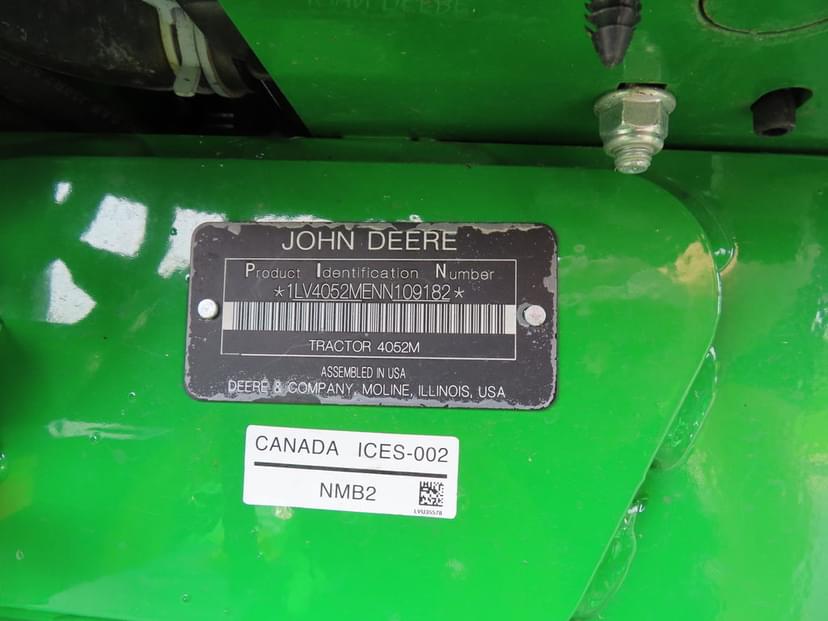 JOHN DEERE
Product Identification Number
*1LV4052MENN109182*
TRACTOR 4052M
ASSEMBLED IN USA
DEERE & COMPANY, MOLINE, ILLINOIS, USA
CANADA ICES-002
NMB2
LVU35578